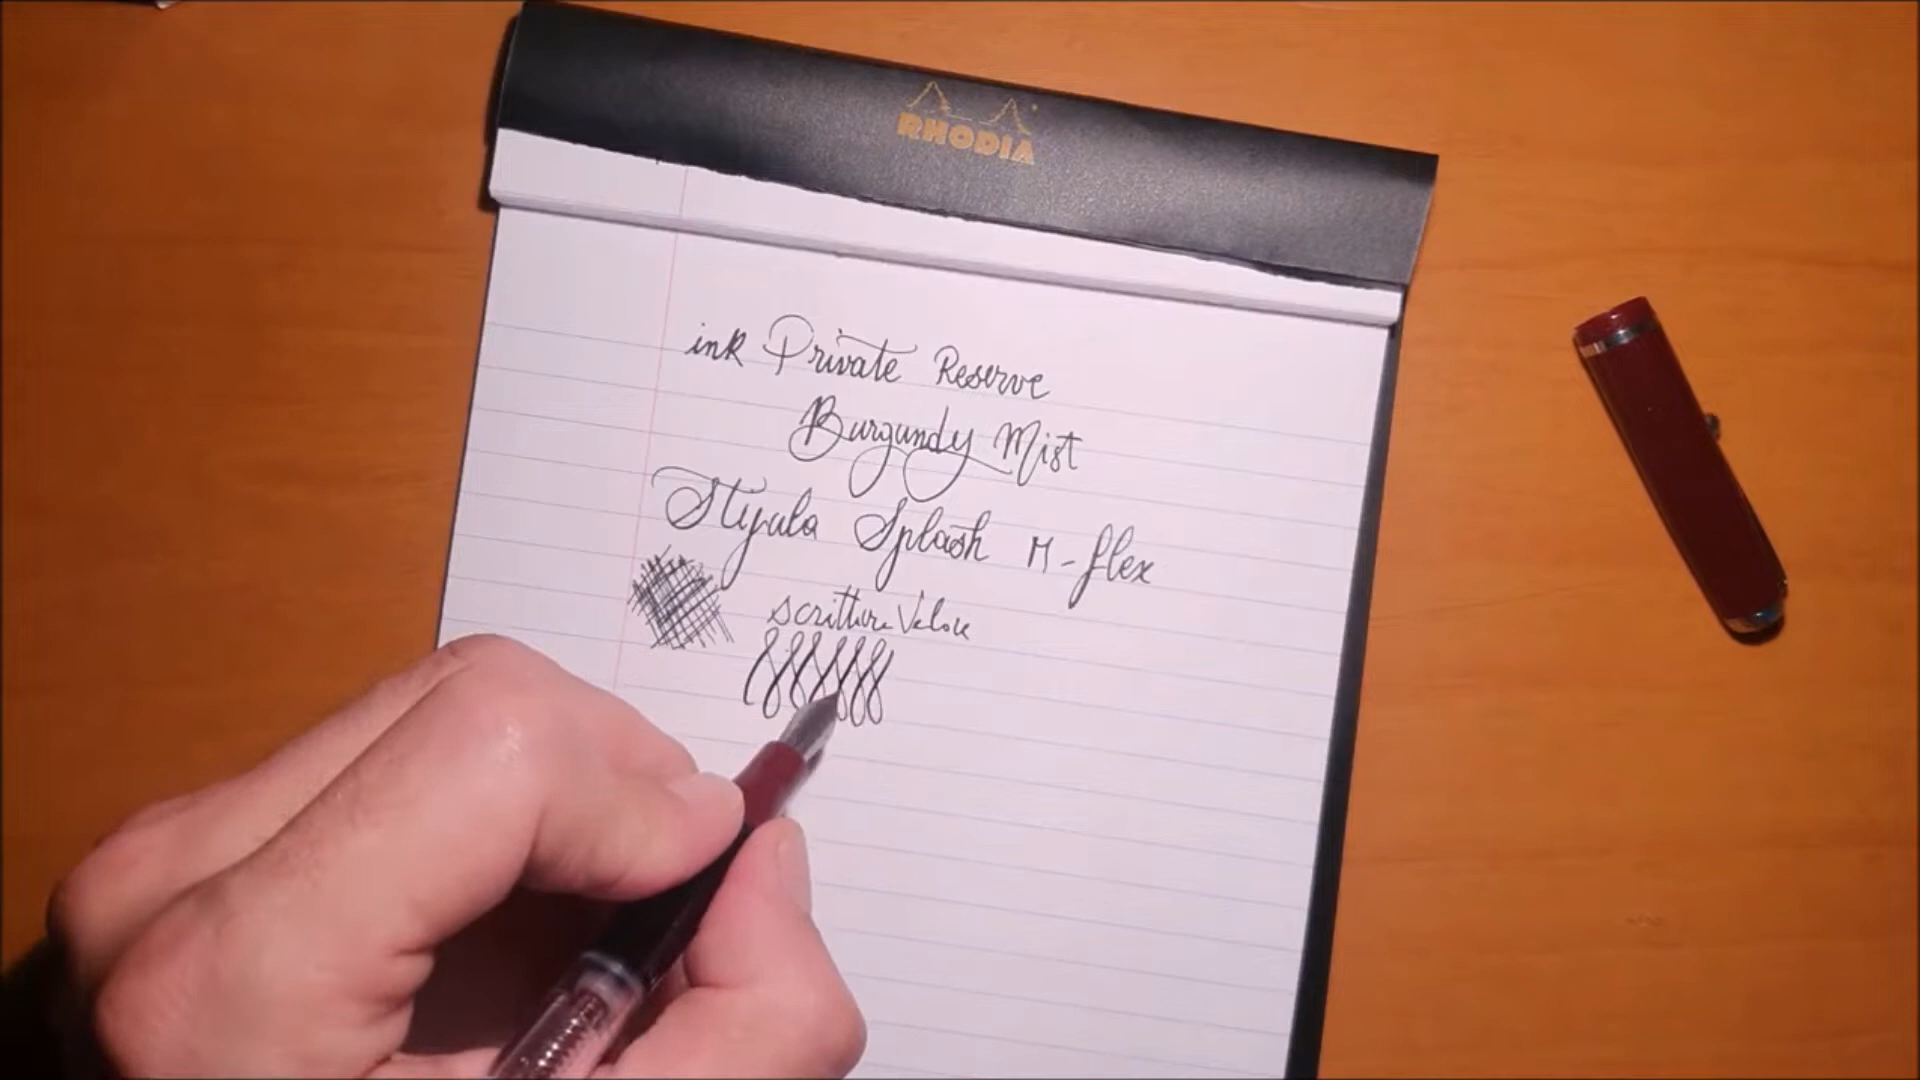 RHODIA
ink Private Reserve
Burgundy Mist
Stipula Splash M-flex
scrittura Veloce